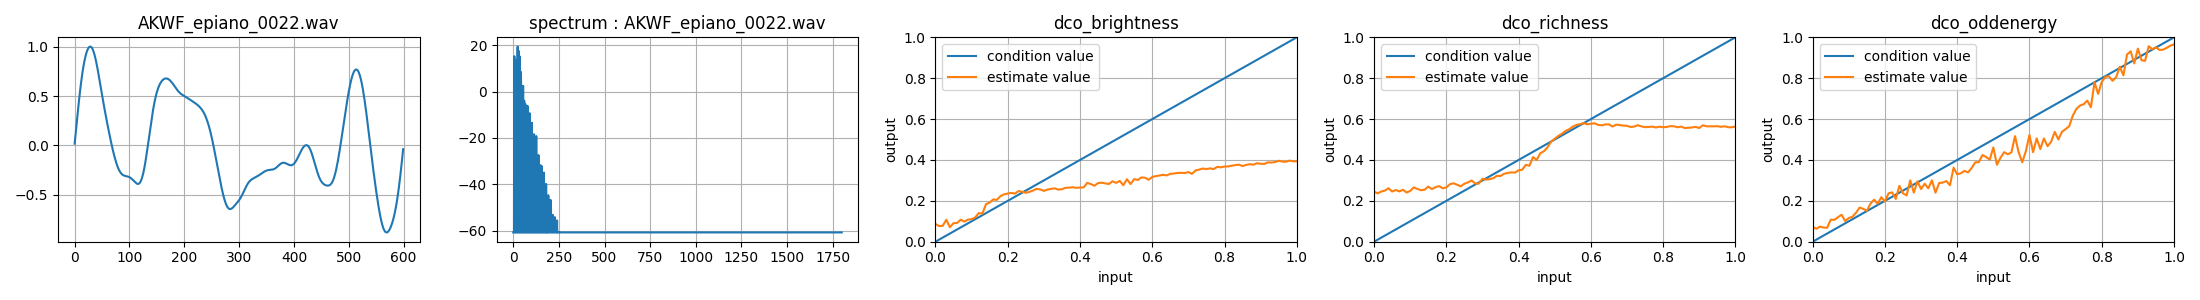 AKWF_epiano_0022.wav
1.0
0.5
0.0
−0.5
0 100 200 300 400 500 600
spectrum : AKWF_epiano_0022.wav
20
0
−20
−40
−60
0 250 500 750 1000 1250 1500 1750
dco_brightness
condition value
estimate value
output
1.0
0.8
0.6
0.4
0.2
0.0
0.0 0.2 0.4 0.6 0.8 1.0
input
dco_richness
condition value
estimate value
output
1.0
0.8
0.6
0.4
0.2
0.0
0.0 0.2 0.4 0.6 0.8 1.0
input
dco_oddenergy
condition value
estimate value
output
1.0
0.8
0.6
0.4
0.2
0.0
0.0 0.2 0.4 0.6 0.8 1.0
input